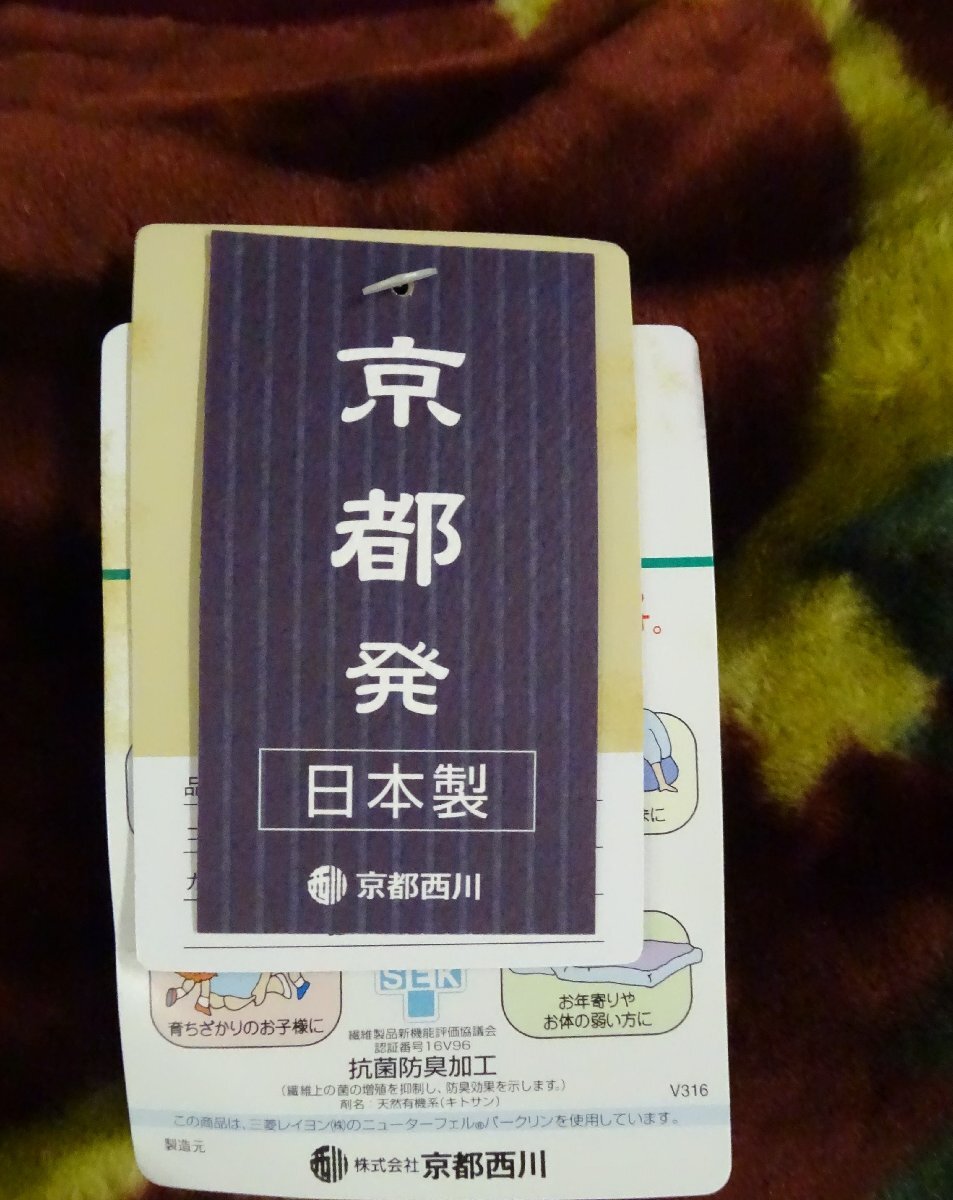 京都発
日本製
京都西川
品
SEK
育ちざかりのお子様に
お年寄りや
お体の弱い方に
繊維製品新機能評価協議会
認証番号16V96
抗菌防臭加工
(繊維上の菌の増殖を抑制し、防臭効果を示します。)
剤名:天然有機系(キトサン)
V316
この商品は、三菱レイヨン㈱のニューターフェル®パークリンを使用しています。
製造元
株式会社 京都西川